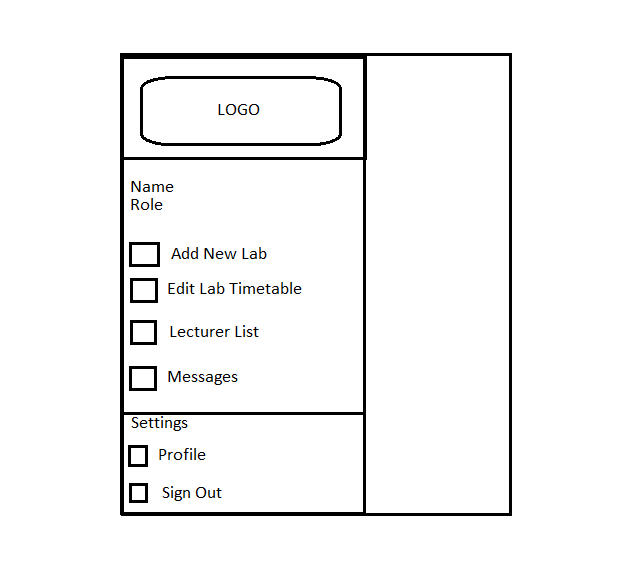 LOGO
Name
Role
Add New Lab
Edit Lab Timetable
Lecturer List
Messages
Settings
Profile
Sign Out